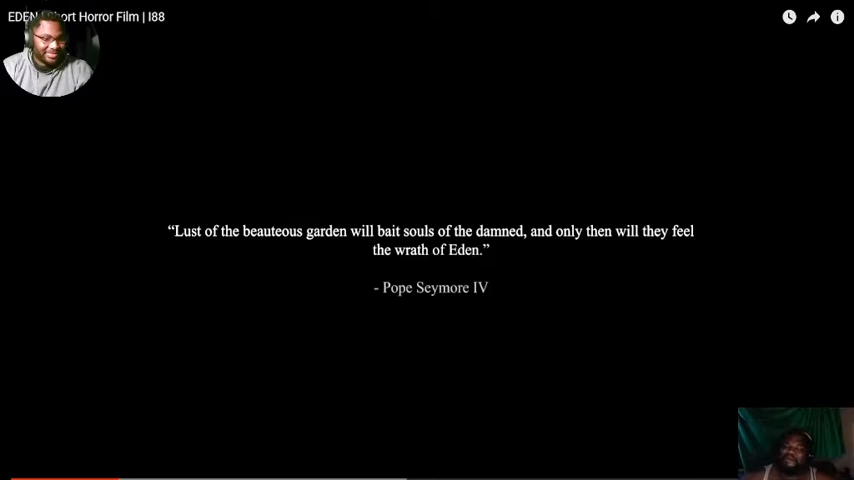 EDEN | Short Horror Film | I88
“Lust of the beauteous garden will bait souls of the damned, and only then will they feel
the wrath of Eden.”
- Pope Seymore IV